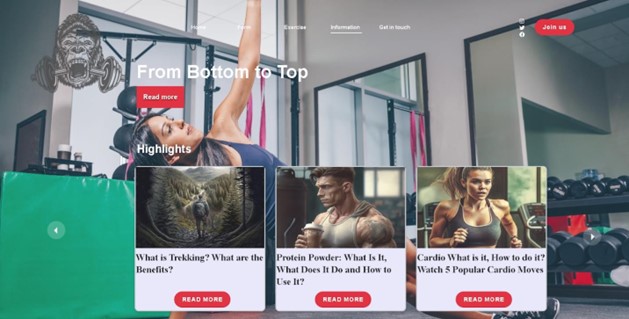 Home
Exercise
Information
Get in touch
Join us
From Bottom to Top
Read more
Highlights
What is Trekking? What are the
Benefits?
READ MORE
Protein Powder: What Is It,
What Does It Do and How to
Use It?
READ MORE
Cardio What is it, How to do it?
Watch 5 Popular Cardio Moves
READ MORE